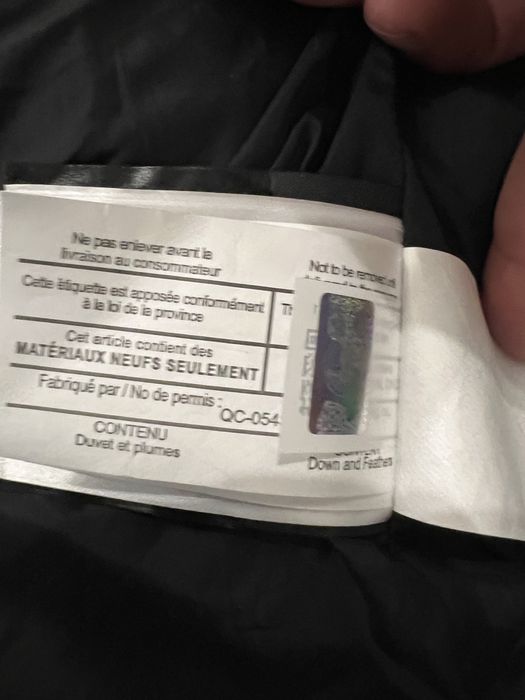 Ne pas enlever avant la
livraison au consommateur
Not to be removed until
Cette étiquette est apposée conformément
à la loi de la province
Cet article contient des
MATÉRIAUX NEUFS SEULEMENT
Fabriqué par / No de permis :
QC-054
CONTENU
Duvet et plumes
Down and Feathers